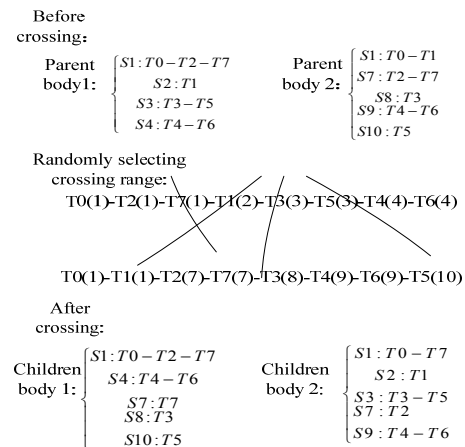 Before
crossing:
Parent
body1:
S1:T0-T2-T7
S2:T1
S3:T3-T5
S4:T4-T6
Parent
body 2:
S1:T0-T1
S7:T2-T7
S8:T3
S9:T4-T6
S10:T5
Randomly selecting
crossing range:
T0(1)-T2(1)-T7(1)-T1(2)-T3(3)-T5(3)-T4(4)-T6(4)
T0(1)-T1(1)-T2(7)-T7(7)-T3(8)-T4(9)-T6(9)-T5(10)
After
crossing:
Children
body 1:
S1:T0-T2-T7
S4:T4-T6
S7:T7
S8:T3
S10:T5
Children
body 2:
S1:T0-T7
S2:T1
S3:T3-T5
S7:T2
S9:T4-T6